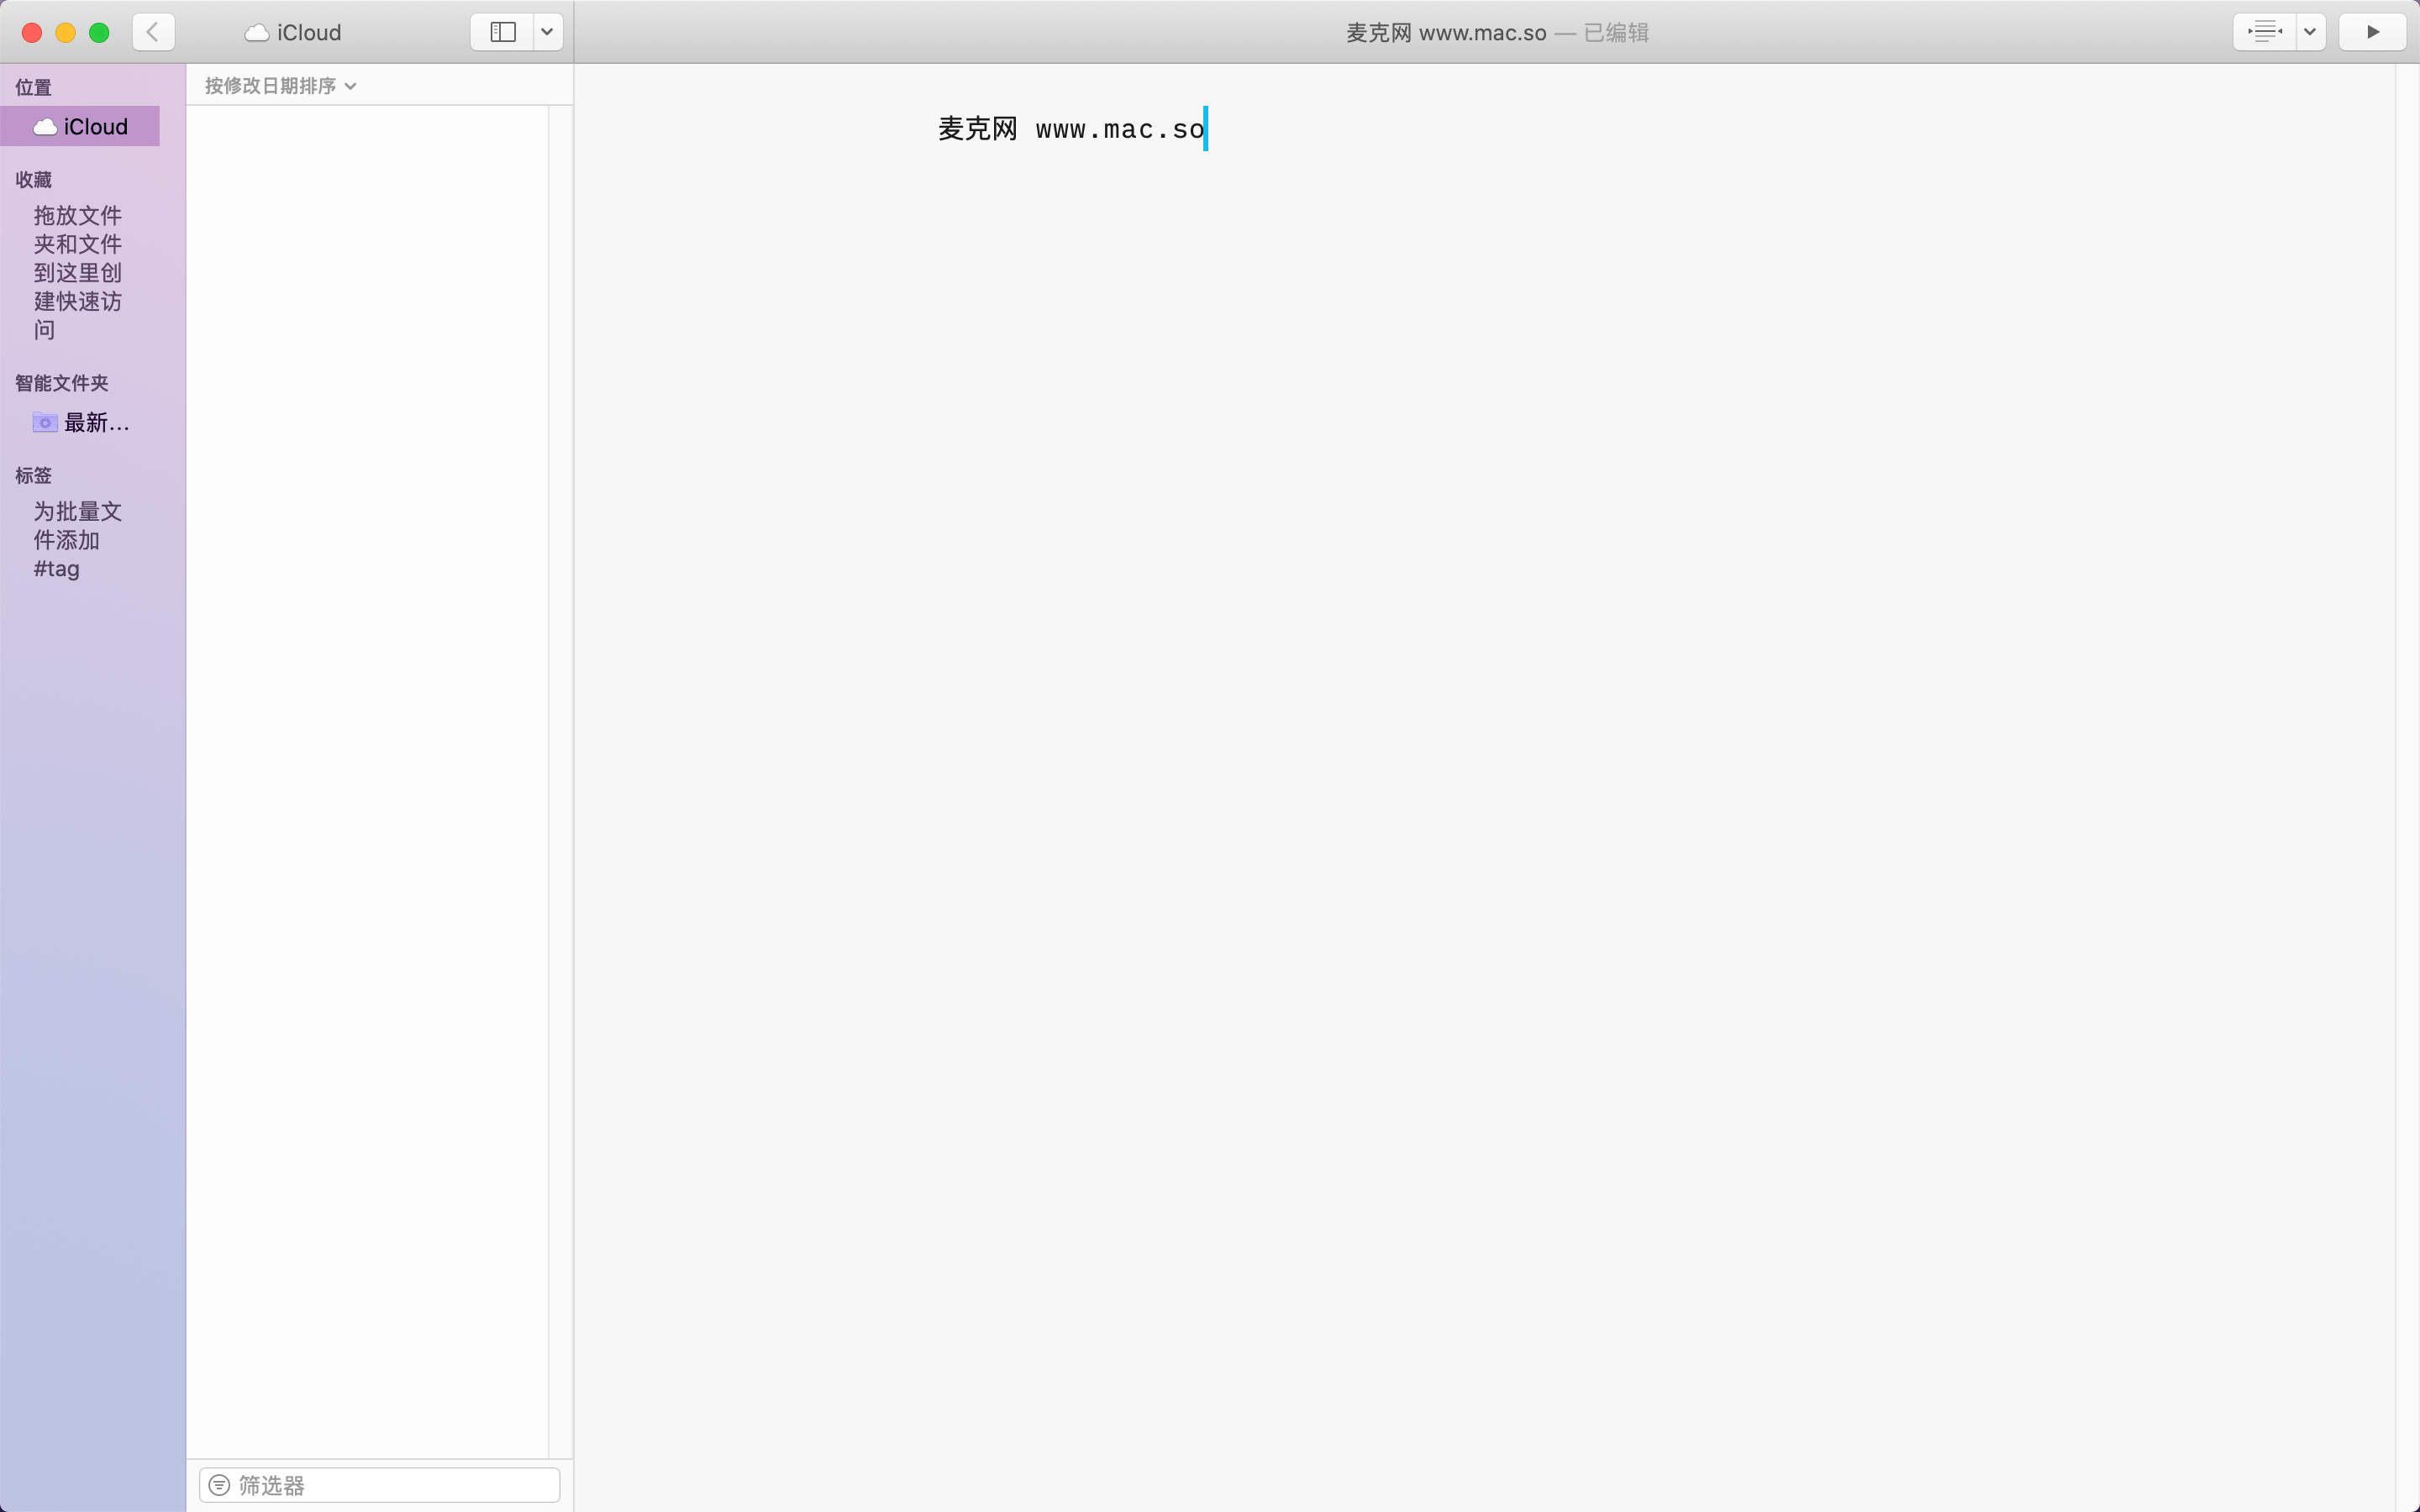 iCloud
麦克网 www.mac.so — 已编辑
位置
iCloud
收藏
拖放文件
夹和文件
到这里创
建快速访
问
智能文件夹
最新...
标签
为批量文
件添加
#tag
按修改日期排序
筛选器
麦克网 www.mac.so